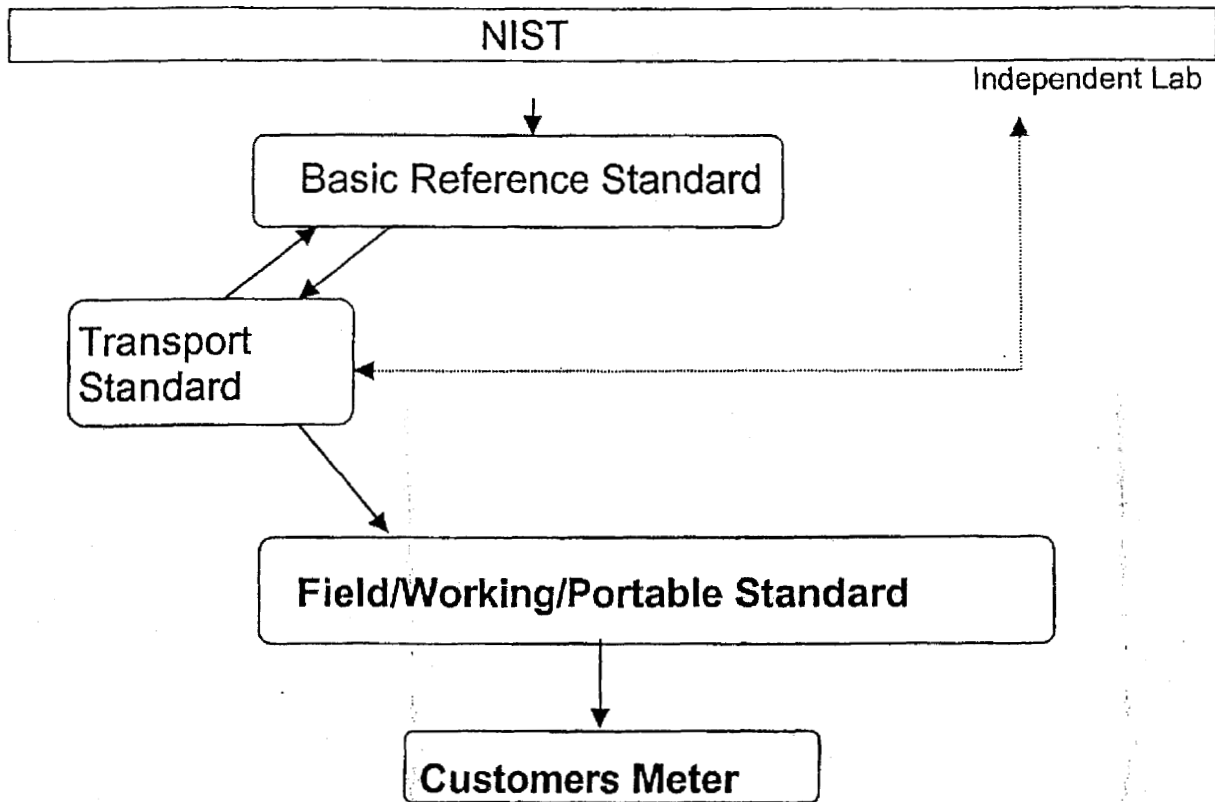 NIST
Independent Lab
Basic Reference Standard
Transport
Standard
Field/Working/Portable Standard
Customers Meter